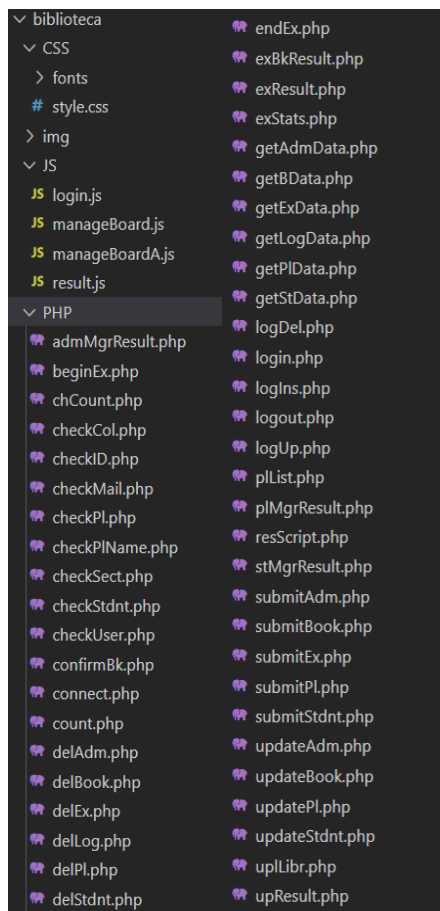 biblioteca
CSS
fonts
# style.css
img
JS
JS login.js
JS manageBoard.js
JS manageBoardA.js
JS result.js
PHP
admMgrResult.php
beginEx.php
chCount.php
checkCol.php
checkID.php
checkMail.php
checkPl.php
checkPlName.php
checkSect.php
checkStdnt.php
checkUser.php
confirmBk.php
connect.php
count.php
delAdm.php
delBook.php
delEx.php
delLog.php
delPl.php
delStdnt.php
endEx.php
exBkResult.php
exResult.php
exStats.php
getAdmData.php
getBData.php
getExData.php
getLogData.php
getPlData.php
getStData.php
logDel.php
login.php
logIns.php
logout.php
logUp.php
plList.php
plMgrResult.php
resScript.php
stMgrResult.php
submitAdm.php
submitBook.php
submitEx.php
submitPl.php
submitStdnt.php
updateAdm.php
updateBook.php
updatePl.php
updateStdnt.php
uplLibr.php
upResult.php